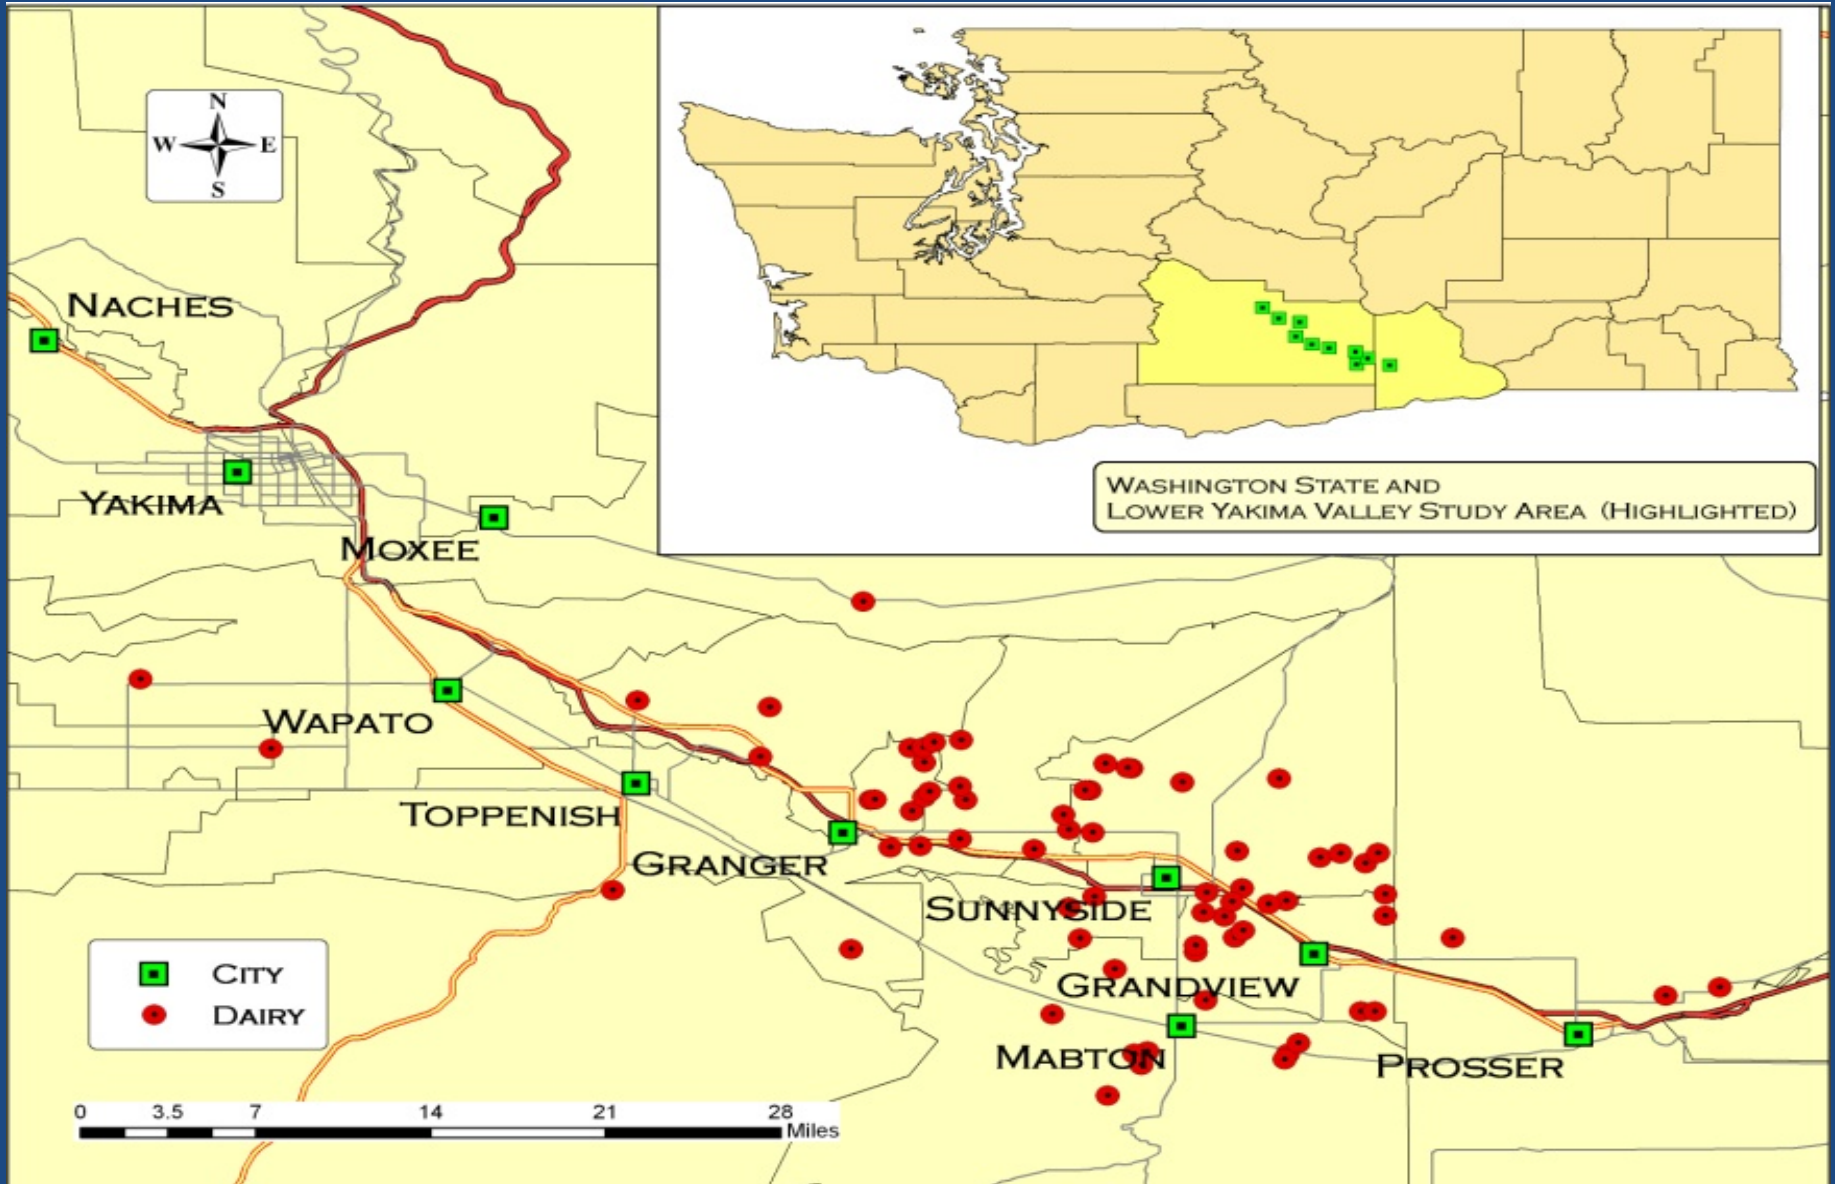 N
W E
S
NACHES
YAKIMA
MOXEE
WASHINGTON STATE AND
LOWER YAKIMA VALLEY STUDY AREA (HIGHLIGHTED)
WAPATO
TOPPENISH
GRANGER
SUNNYSIDE
GRANDVIEW
MABTON
PROSSER
CITY
DAIRY
0 3.5 7 14 21 28
Miles